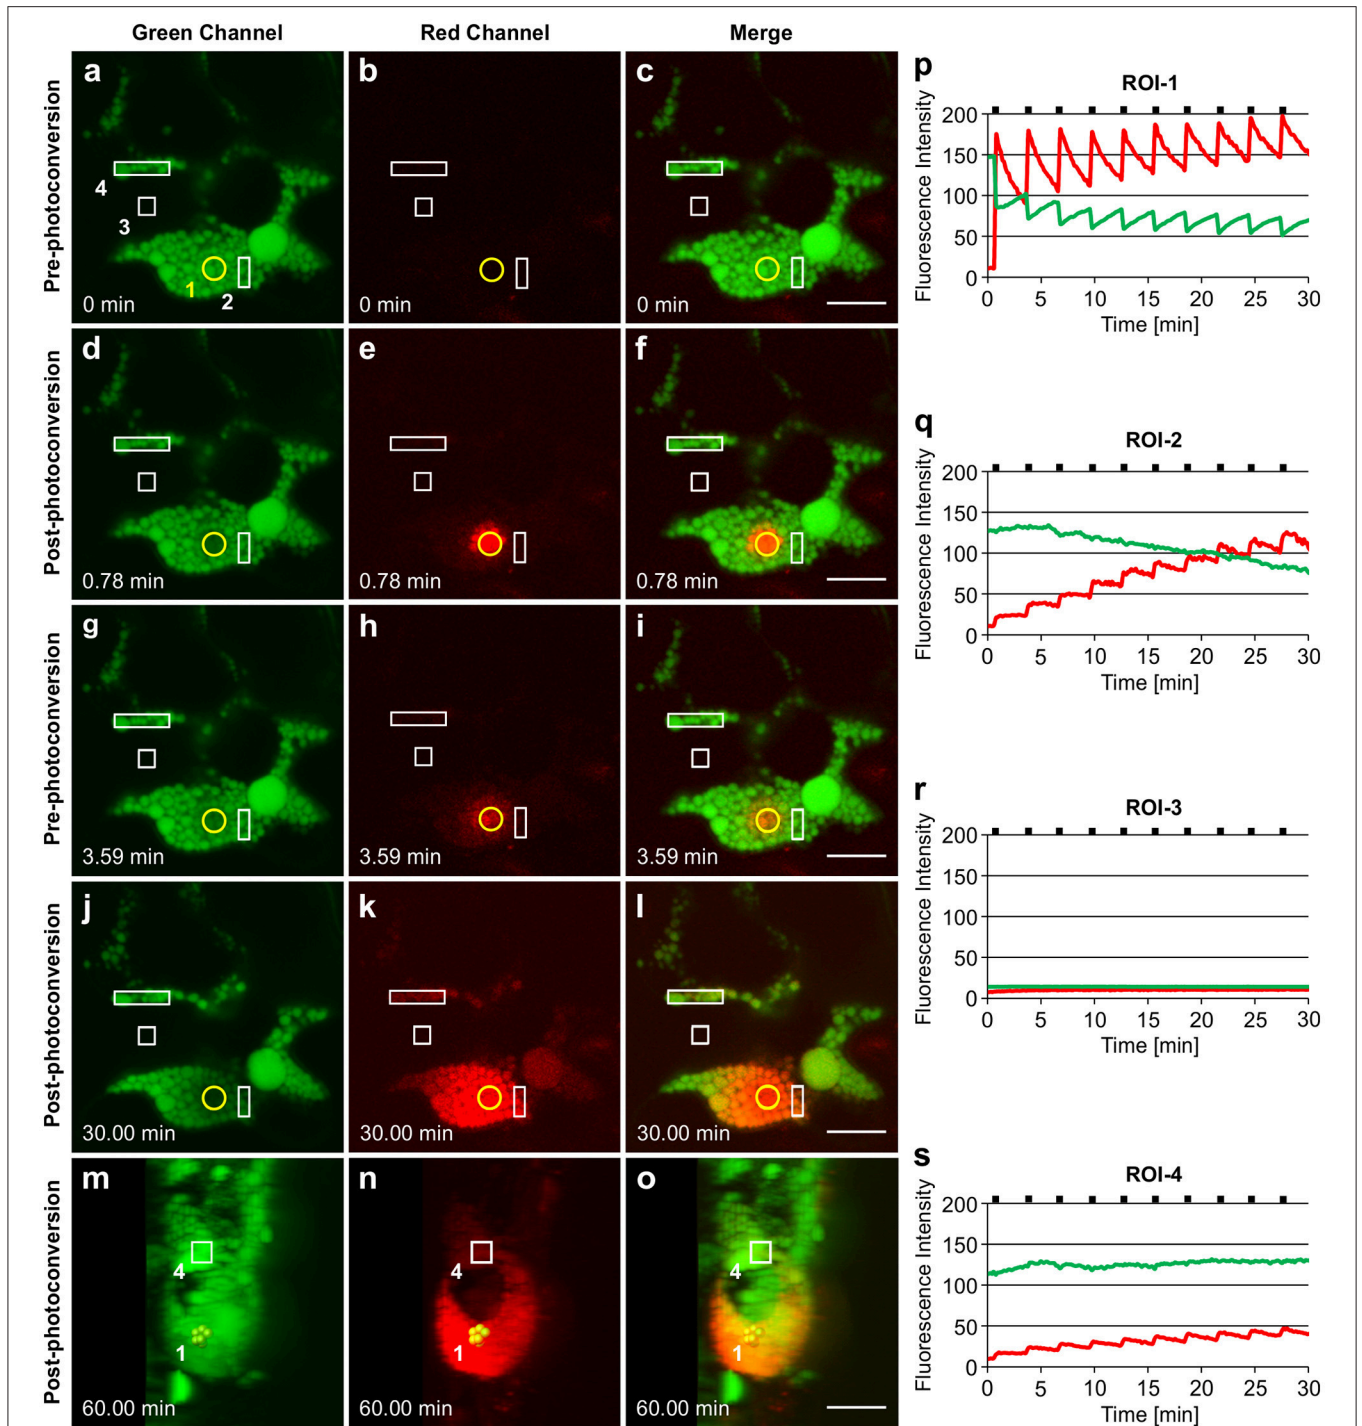 Green Channel
Red Channel
Merge
Pre-photoconversion
a
4
3
1
2
0 min
b
0 min
c
0 min
Post-photoconversion
d
0.78 min
e
0.78 min
f
0.78 min
Pre-photoconversion
g
3.59 min
h
3.59 min
i
3.59 min
Post-photoconversion
j
30.00 min
k
30.00 min
l
30.00 min
Post-photoconversion
m
4
1
60.00 min
n
4
1
60.00 min
o
4
1
60.00 min
p
ROI-1
Fluorescence Intensity
200
150
100
50
0
0 5 10 15 20 25 30
Time [min]
q
ROI-2
Fluorescence Intensity
200
150
100
50
0
0 5 10 15 20 25 30
Time [min]
r
ROI-3
Fluorescence Intensity
200
150
100
50
0
0 5 10 15 20 25 30
Time [min]
s
ROI-4
Fluorescence Intensity
200
150
100
50
0
0 5 10 15 20 25 30
Time [min]